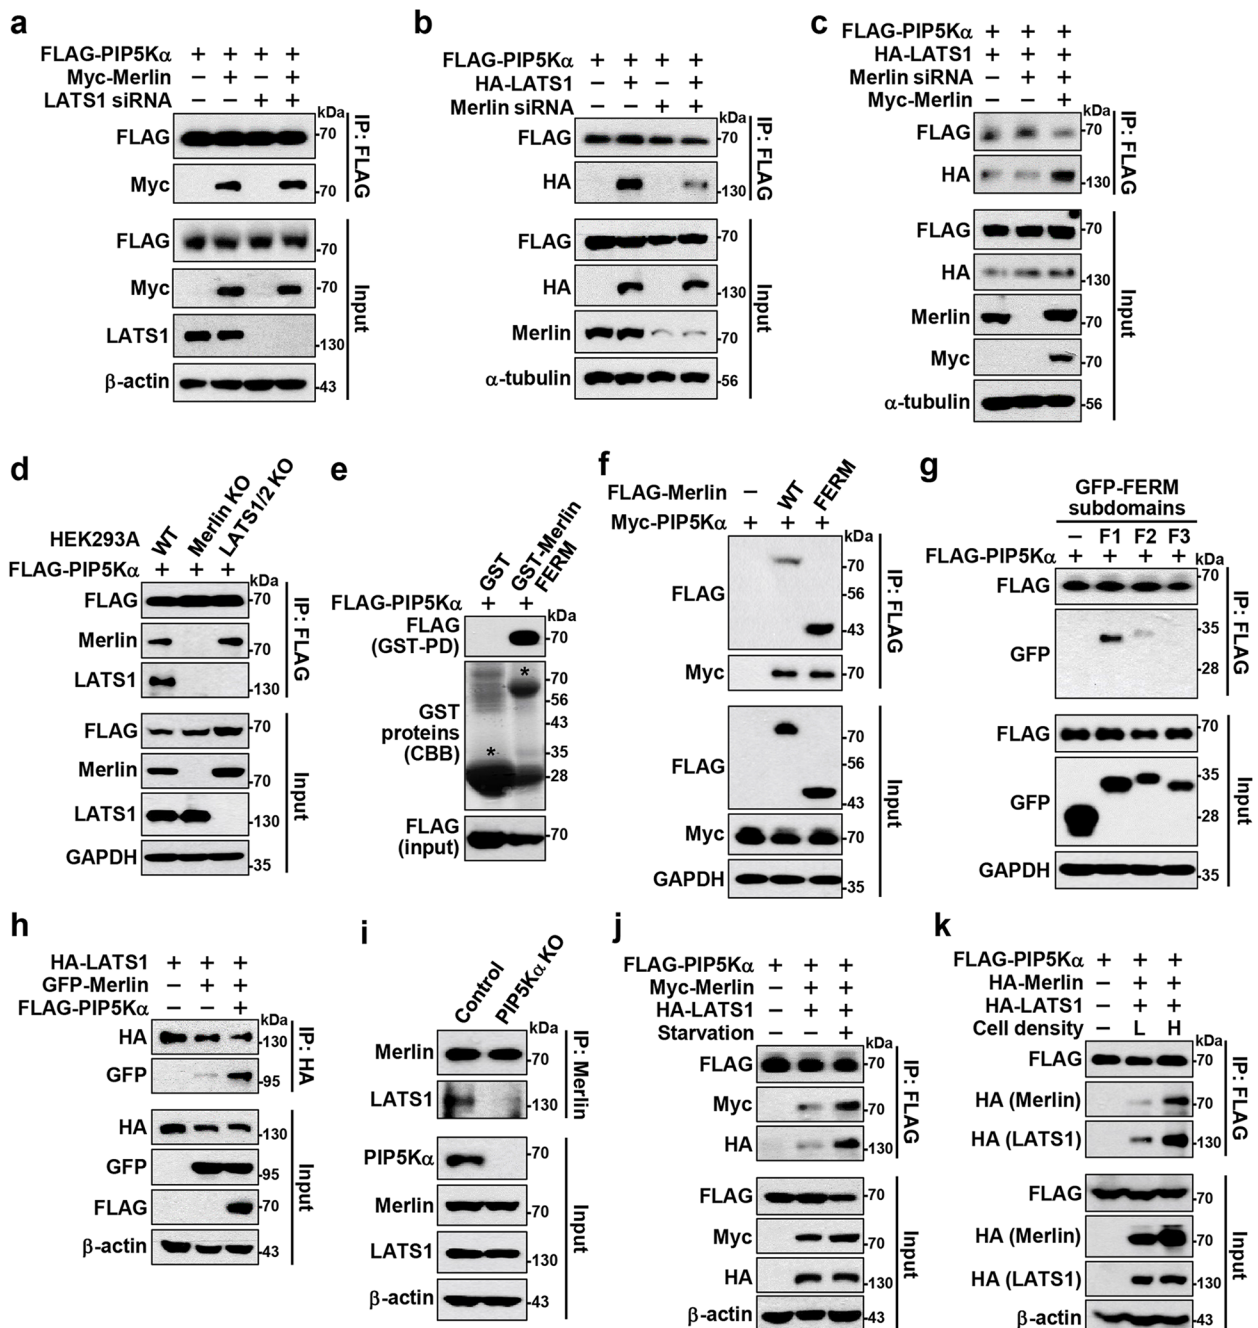 a
FLAG-PIP5Kα + + + +
Myc-Merlin – + – +
LATS1 siRNA – – + +
kDa
FLAG -70
Myc -70
IP: FLAG
FLAG -70
Myc -70
LATS1 -130
β-actin -43
Input
b
FLAG-PIP5Kα + + + +
HA-LATS1 – + – +
Merlin siRNA – – + +
kDa
FLAG -70
HA -130
IP: FLAG
FLAG -70
HA -130
Merlin -70
α-tubulin -56
Input
c
FLAG-PIP5Kα + + +
HA-LATS1 + + +
Merlin siRNA – + +
Myc-Merlin – – +
kDa
FLAG -70
HA -130
IP: FLAG
FLAG -70
HA -130
Merlin -70
Myc -70
α-tubulin -56
Input
d
HEK293A WT Merlin KO LATS1/2 KO
FLAG-PIP5Kα + + +
kDa
FLAG -70
Merlin -70
LATS1 -130
IP: FLAG
FLAG -70
Merlin -70
LATS1 -130
GAPDH -35
Input
e
GST GST-Merlin FERM
FLAG-PIP5Kα + +
kDa
FLAG (GST-PD) -70
GST proteins (CBB) * *
-70
-56
-43
-35
-28
FLAG (input) -70
f
FLAG-Merlin – WT FERM
Myc-PIP5Kα + + +
kDa
FLAG -70
-56
-43
Myc -70
IP: FLAG
FLAG -70
-56
-43
Myc -70
GAPDH -35
Input
g
GFP-FERM
subdomains
– F1 F2 F3
FLAG-PIP5Kα + + + +
kDa
FLAG -70
GFP -35
-28
IP: FLAG
FLAG -70
GFP -35
-28
GAPDH -35
Input
h
HA-LATS1 + + +
GFP-Merlin – + +
FLAG-PIP5Kα – – +
kDa
HA -130
GFP -95
IP: HA
HA -130
GFP -95
FLAG -70
β-actin -43
Input
i
Control PIP5Kα KO
kDa
Merlin -70
LATS1 -130
IP: Merlin
PIP5Kα -70
Merlin -70
LATS1 -130
β-actin -43
Input
j
FLAG-PIP5Kα + + +
Myc-Merlin – + +
HA-LATS1 – + +
Starvation – – +
kDa
FLAG -70
Myc -70
HA -130
IP: FLAG
FLAG -70
Myc -70
HA -130
β-actin -43
Input
k
FLAG-PIP5Kα + + +
HA-Merlin – + +
HA-LATS1 – + +
Cell density – L H
kDa
FLAG -70
HA (Merlin) -70
HA (LATS1) -130
IP: FLAG
FLAG -70
HA (Merlin) -70
HA (LATS1) -130
β-actin -43
Input